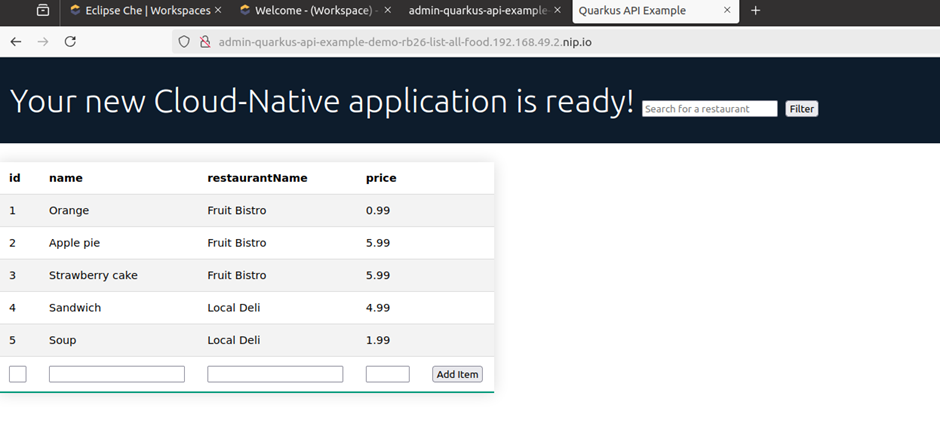 Eclipse Che | Workspaces × Welcome - (Workspace) - × admin-quarkus-api-example- × Quarkus API Example ×
admin-quarkus-api-example-demo-rb26-list-all-food.192.168.49.2.nip.io
Your new Cloud-Native application is ready! Search for a restaurant Filter
id name restaurantName price
1 Orange Fruit Bistro 0.99
2 Apple pie Fruit Bistro 5.99
3 Strawberry cake Fruit Bistro 5.99
4 Sandwich Local Deli 4.99
5 Soup Local Deli 1.99
Add Item